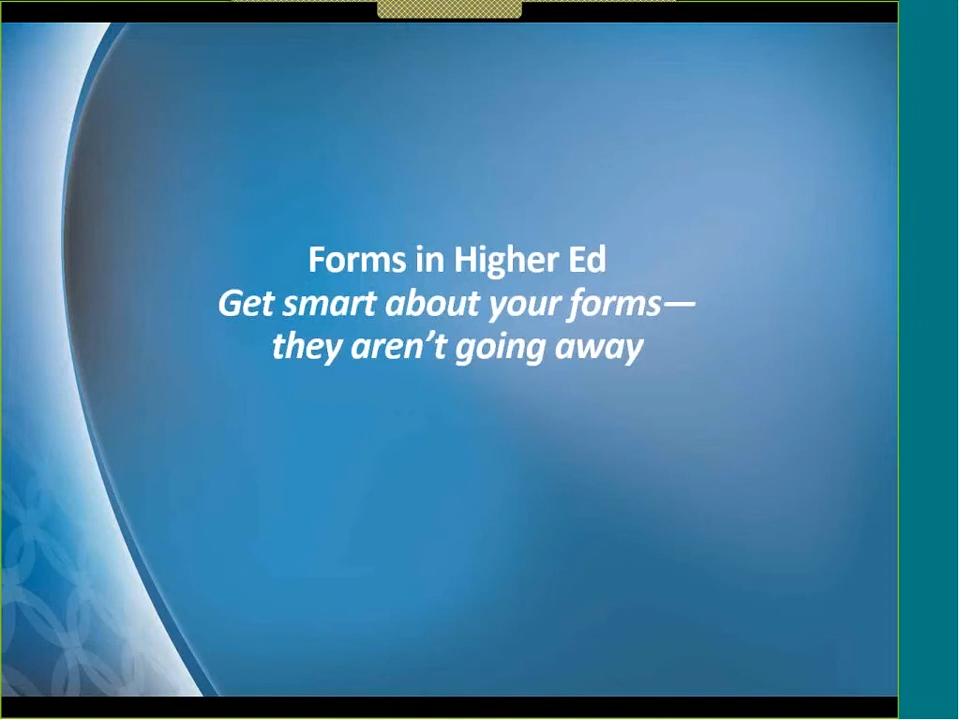 Forms in Higher Ed
Get smart about your forms—
they aren’t going away